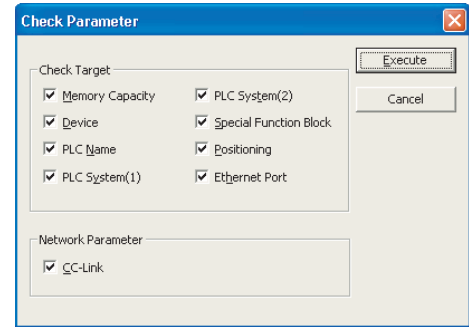 Check Parameter
Execute
Cancel
Check Target
Memory Capacity
Device
PLC Name
PLC System(1)
PLC System(2)
Special Function Block
Positioning
Ethernet Port
Network Parameter
CC-Link